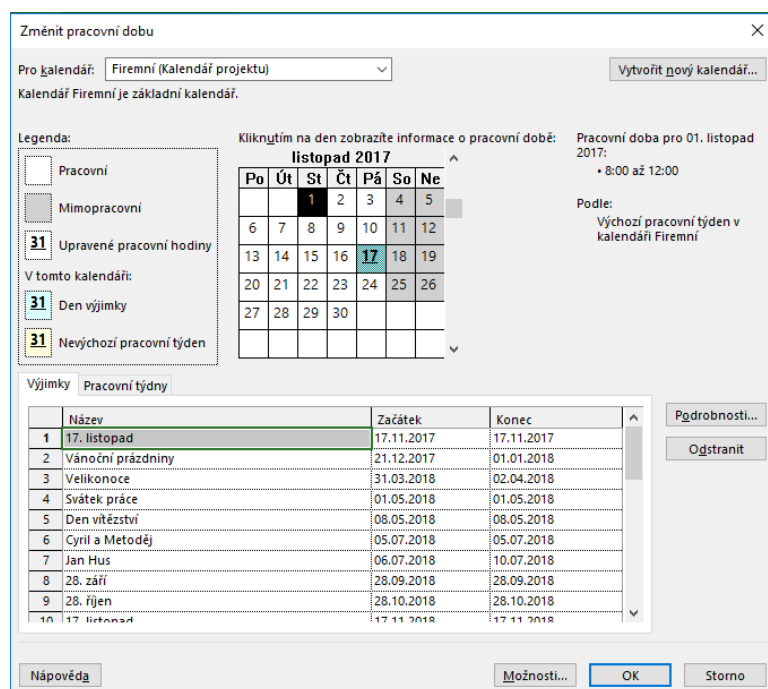 Změnit pracovní dobu
Pro kalendář: Firemní (Kalendář projektu)
Vytvořit nový kalendář...
Kalendář Firemní je základní kalendář.
Legenda:
Pracovní
Mimopracovní
31 Upravené pracovní hodiny
V tomto kalendáři:
31 Den výjimky
31 Nevýchozí pracovní týden
Kliknutím na den zobrazíte informace o pracovní době:
listopad 2017
Po Út St Čt Pá So Ne
1 2 3 4 5
6 7 8 9 10 11 12
13 14 15 16 17 18 19
20 21 22 23 24 25 26
27 28 29 30
Pracovní doba pro 01. listopad
2017:
• 8:00 až 12:00
Podle:
Výchozí pracovní týden v
kalendáři Firemní
Výjimky Pracovní týdny
Název Začátek Konec
1 17. listopad 17.11.2017 17.11.2017
2 Vánoční prázdniny 21.12.2017 01.01.2018
3 Velikonoce 31.03.2018 02.04.2018
4 Svátek práce 01.05.2018 01.05.2018
5 Den vítězství 08.05.2018 08.05.2018
6 Cyril a Metoděj 05.07.2018 05.07.2018
7 Jan Hus 06.07.2018 10.07.2018
8 28. září 28.09.2018 28.09.2018
9 28. říjen 28.10.2018 28.10.2018
10 17. listopad 17.11.2018 17.11.2018
Podrobnosti...
Odstranit
Nápověda
Možnosti...
OK
Storno